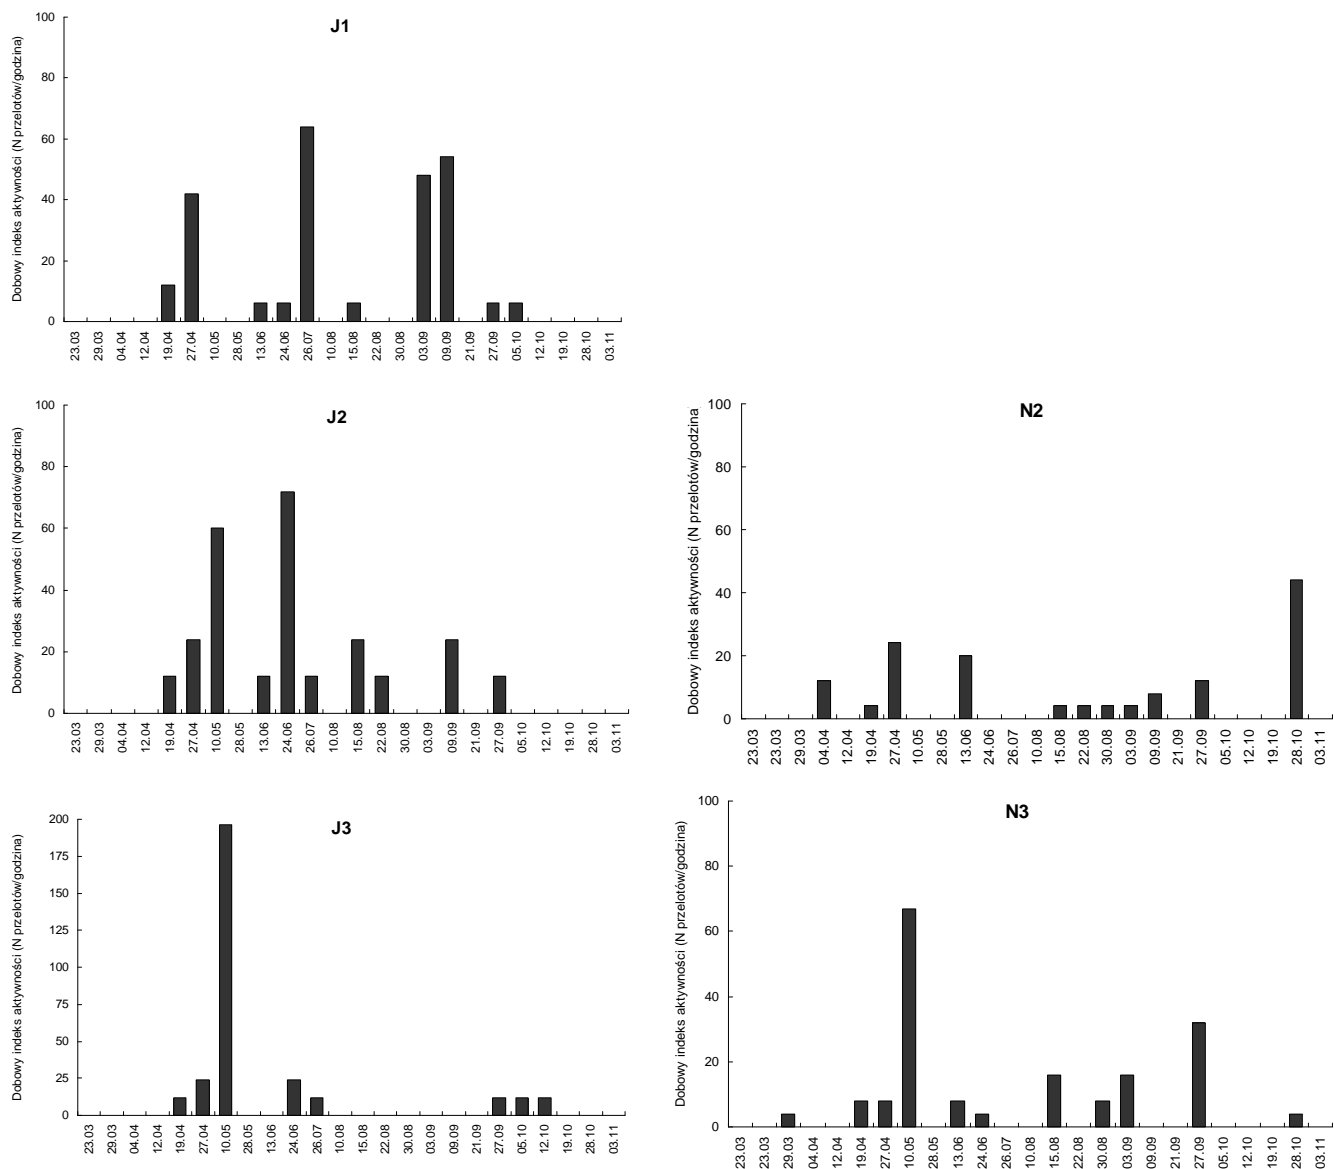 J1
Dobowy indeks aktywności (N przelotów/godzina)
100
80
60
40
20
0
23.03 29.03 04.04 12.04 19.04 27.04 10.05 28.05 13.06 24.06 26.07 10.08 15.08 22.08 30.08 03.09 09.09 21.09 27.09 05.10 12.10 19.10 28.10 03.11
J2
Dobowy indeks aktywności (N przelotów/godzina)
100
80
60
40
20
0
23.03 29.03 04.04 12.04 19.04 27.04 10.05 28.05 13.06 24.06 26.07 10.08 15.08 22.08 30.08 03.09 09.09 21.09 27.09 05.10 12.10 19.10 28.10 03.11
N2
Dobowy indeks aktywności (N przelotów/godzina
100
80
60
40
20
0
23.03 23.03 29.03 04.04 12.04 19.04 27.04 10.05 28.05 13.06 24.06 26.07 10.08 15.08 22.08 30.08 03.09 09.09 21.09 27.09 05.10 12.10 19.10 28.10 03.11
J3
Dobowy indeks aktywności (N przelotów/godzina)
200
175
150
125
100
75
50
25
0
23.03 29.03 04.04 12.04 19.04 27.04 10.05 28.05 13.06 24.06 26.07 10.08 15.08 22.08 30.08 03.09 09.09 21.09 27.09 05.10 12.10 19.10 28.10 03.11
N3
Dobowy indeks aktywności (N przelotów/godzina)
100
80
60
40
20
0
23.03 23.03 29.03 04.04 12.04 19.04 27.04 10.05 28.05 13.06 24.06 26.07 10.08 15.08 22.08 30.08 03.09 09.09 21.09 27.09 05.10 12.10 19.10 28.10 03.11